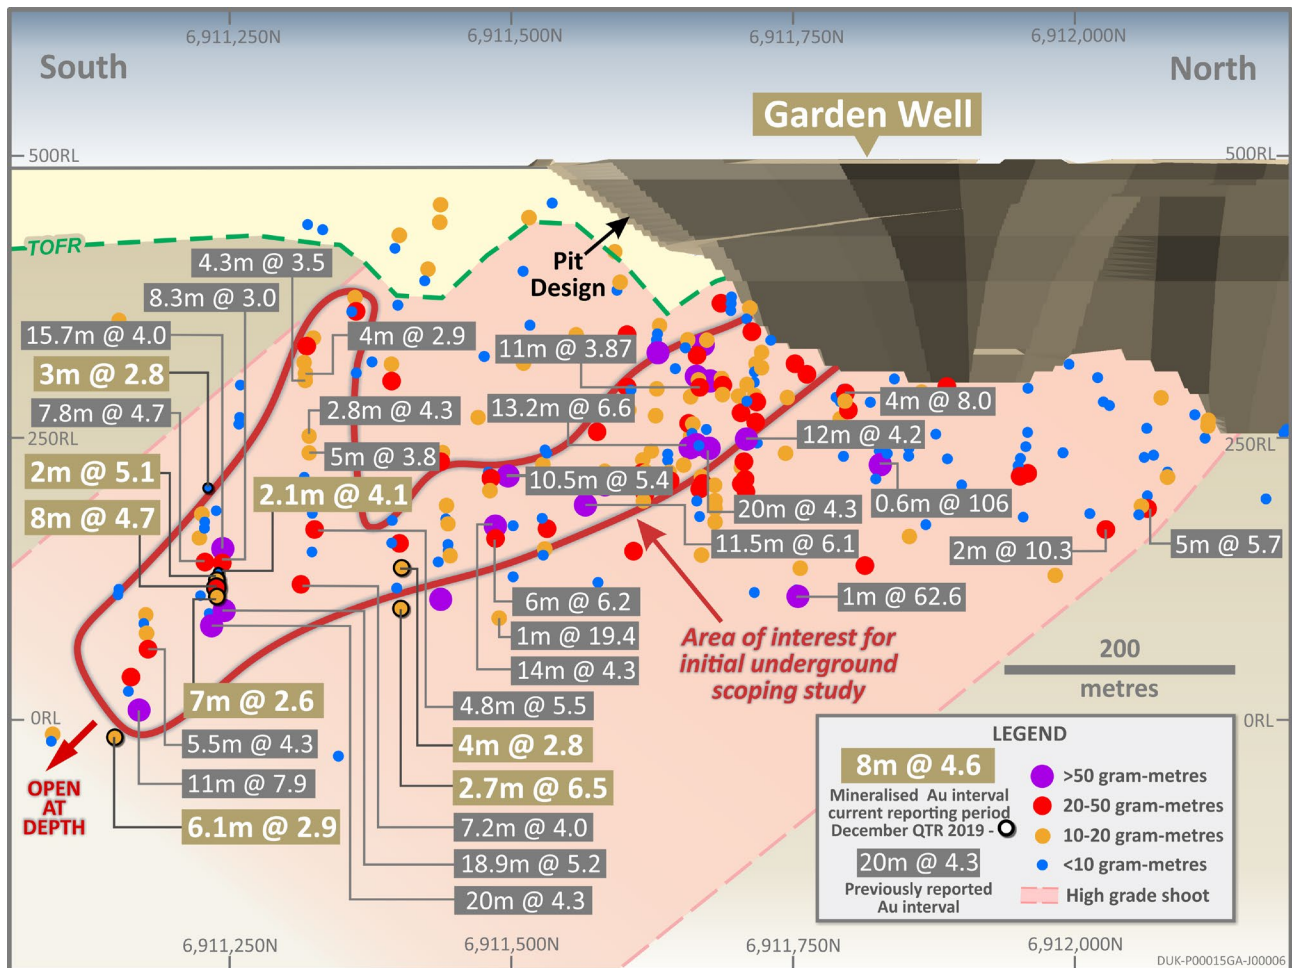 6,911,250N
6,911,500N
6,911,750N
6,912,000N
South
North
Garden Well
500RL
500RL
TOFR
4.3m @ 3.5
Pit
Design
8.3m @ 3.0
15.7m @ 4.0
4m @ 2.9
11m @ 3.87
3m @ 2.8
7.8m @ 4.7
2.8m @ 4.3
13.2m @ 6.6
4m @ 8.0
12m @ 4.2
250RL
250RL
5m @ 3.8
2m @ 5.1
2.1m @ 4.1
10.5m @ 5.4
0.6m @ 106
20m @ 4.3
8m @ 4.7
11.5m @ 6.1
2m @ 10.3
5m @ 5.7
6m @ 6.2
1m @ 62.6
1m @ 19.4
14m @ 4.3
Area of interest for
initial underground
scoping study
200
metres
7m @ 2.6
4.8m @ 5.5
0RL
0RL
5.5m @ 4.3
4m @ 2.8
11m @ 7.9
2.7m @ 6.5
OPEN
AT
DEPTH
6.1m @ 2.9
7.2m @ 4.0
18.9m @ 5.2
20m @ 4.3
LEGEND
8m @ 4.6
Mineralised Au interval
current reporting period
December QTR 2019 -
20m @ 4.3
Previously reported
Au interval
>50 gram-metres
20-50 gram-metres
10-20 gram-metres
<10 gram-metres
High grade shoot
6,911,250N
6,911,500N
6,911,750N
6,912,000N
DUK-P00015GA-J00006